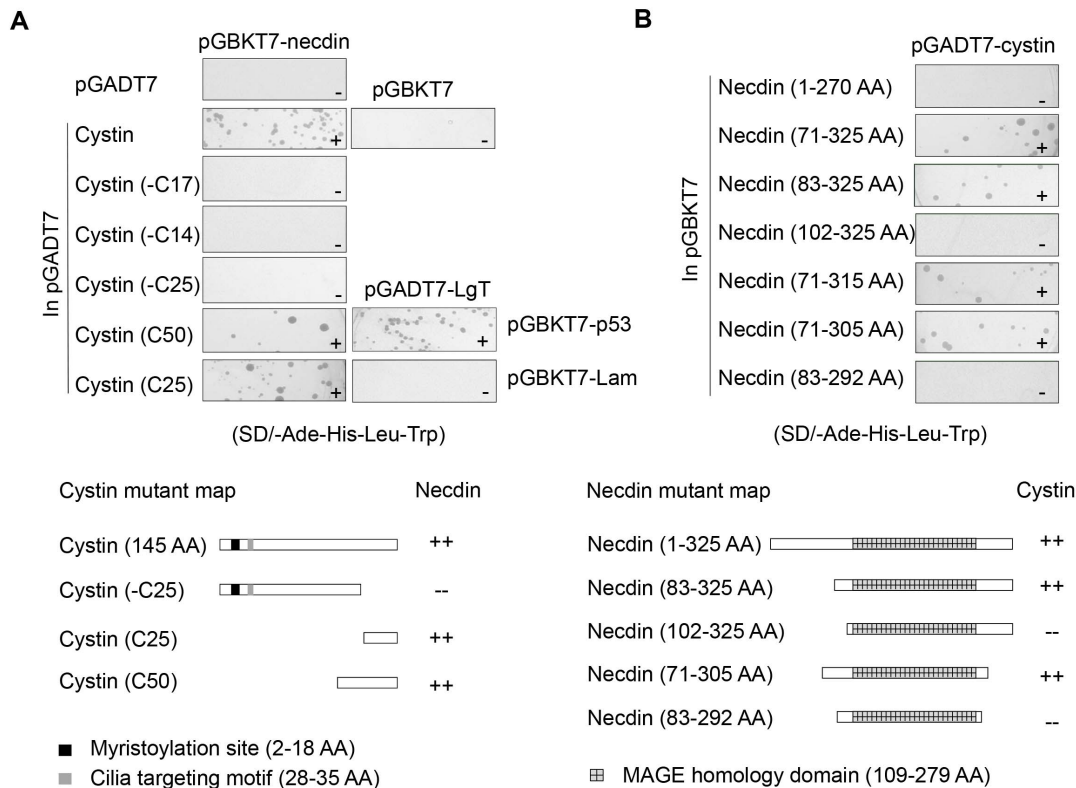 A
pGBKT7-necdin
pGADT7
-
pGBKT7
In pGADT7
Cystin
+
-
Cystin (-C17)
-
Cystin (-C14)
-
Cystin (-C25)
-
pGADT7-LgT
Cystin (C50)
+
+
pGBKT7-p53
Cystin (C25)
+
-
pGBKT7-Lam
(SD/-Ade-His-Leu-Trp)
B
pGADT7-cystin
In pGBKT7
Necdin (1-270 AA)
-
Necdin (71-325 AA)
+
Necdin (83-325 AA)
+
Necdin (102-325 AA)
-
Necdin (71-315 AA)
+
Necdin (71-305 AA)
+
Necdin (83-292 AA)
-
(SD/-Ade-His-Leu-Trp)
Cystin mutant map Necdin
Cystin (145 AA) ++
Cystin (-C25) --
Cystin (C25) ++
Cystin (C50) ++
Myristoylation site (2-18 AA)
Cilia targeting motif (28-35 AA)
Necdin mutant map Cystin
Necdin (1-325 AA) ++
Necdin (83-325 AA) ++
Necdin (102-325 AA) --
Necdin (71-305 AA) ++
Necdin (83-292 AA) --
MAGE homology domain (109-279 AA)